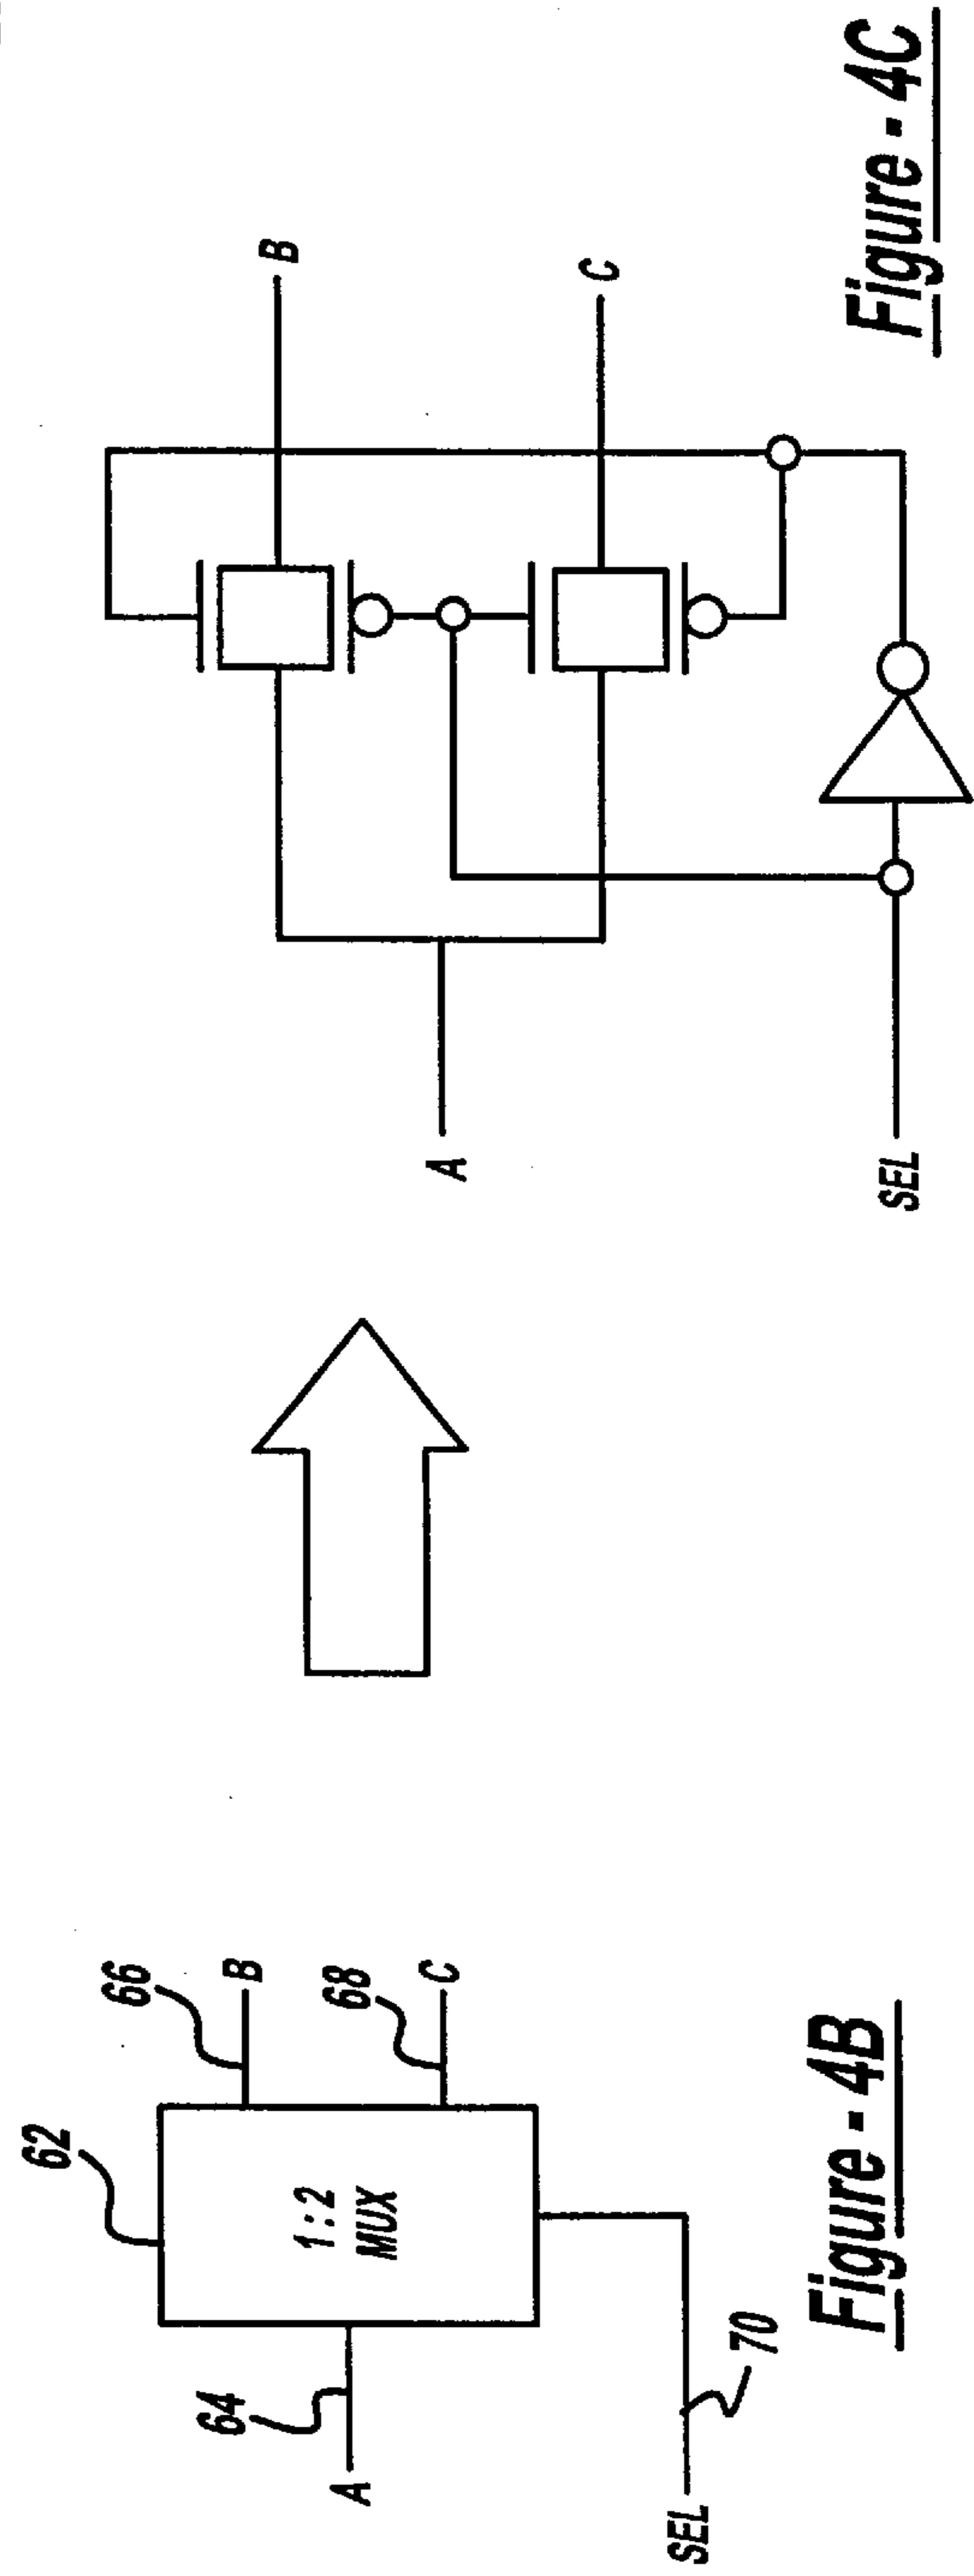 62
66
B
64
A
1:2
MUX
68
C
SEL
70
Figure - 4B
B
A
C
SEL
Figure - 4C